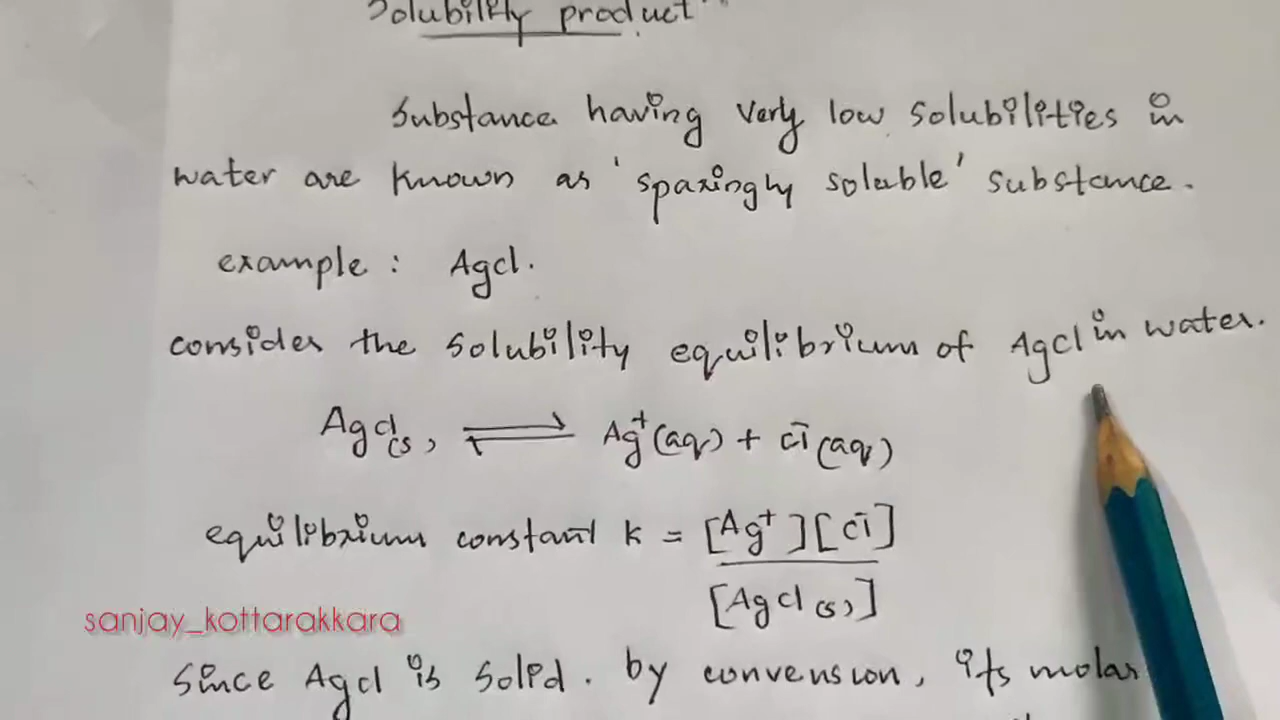 Solubility product
Substance having very low solubilities in
water are known as 'sparingly soluble' substance.
example : Agcl.
consider the solubility equilibrium of Agcl in water.
Agcl(s) ⇌ Ag⁺(aq) + cl⁻(aq)
equilibrium constant k = [Ag⁺][cl⁻]
[Agcl(s)]
sanjay_kottarakkara
since Agcl is solid. by convension, its molar